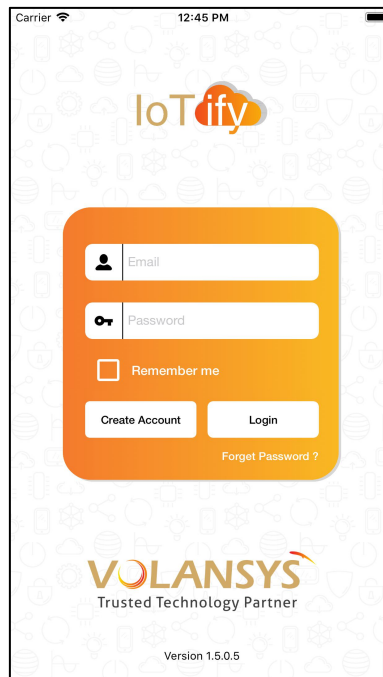 Carrier 12:45 PM
IoTify
Email
Password
Remember me
Create Account Login
Forget Password ?
VOLANSYS
Trusted Technology Partner
Version 1.5.0.5